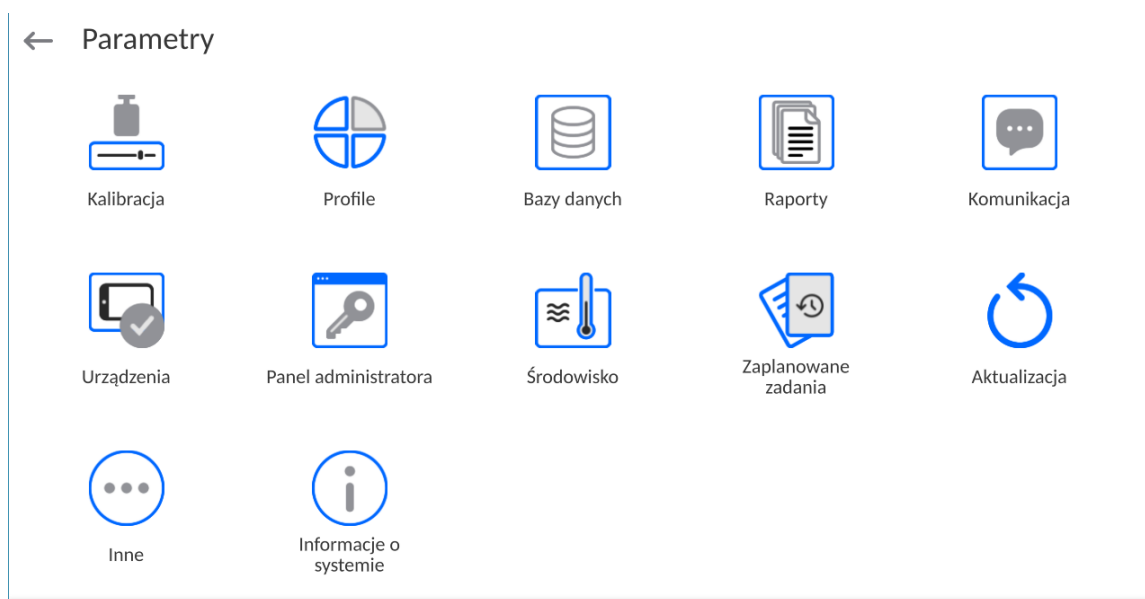 Parametry
Kalibracja
Profile
Bazy danych
Raporty
Komunikacja
Urządzenia
Panel administratora
Środowisko
Zaplanowane
zadania
Aktualizacja
Inne
Informacje o
systemie